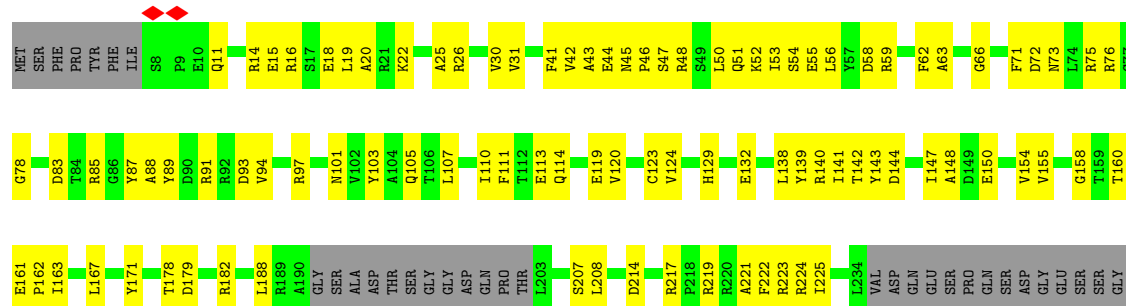 MET SER PHE PRO TYR PHE ILE S8 P9 E10 Q11 R14 E15 R16 S17 E18 L19 A20 R21 K22 A25 R26 V30 V31 F41 V42 A43 E44 N45 P46 S47 R48 S49 L50 Q51 K52 I53 S54 E55 L56 Y57 D58 R59 F62 A63 G66 F71 D72 N73 L74 R75 R76
G78 D83 T84 R85 G86 Y87 A88 Y89 D90 R91 R92 D93 V94 R97 N101 V102 Y103 A104 Q105 T106 L107 I110 F111 T112 E113 Q114 E119 V120 C123 V124 H129 E132 L138 Y139 R140 I141 T142 Y143 D144 I147 A148 D149 E150 V154 V155 G158 T159 T160
E161 P162 I163 L167 Y171 T178 D179 R182 L188 R189 A190 GLY SER ALA ASP THR SER GLY GLY ASP GLN PRO THR L203 S207 L208 D214 R217 P218 R219 R220 A221 F222 R223 R224 I225 L234 VAL ASP GLN GLU SER PRO GLN SER GLY GLU SER SER GLY